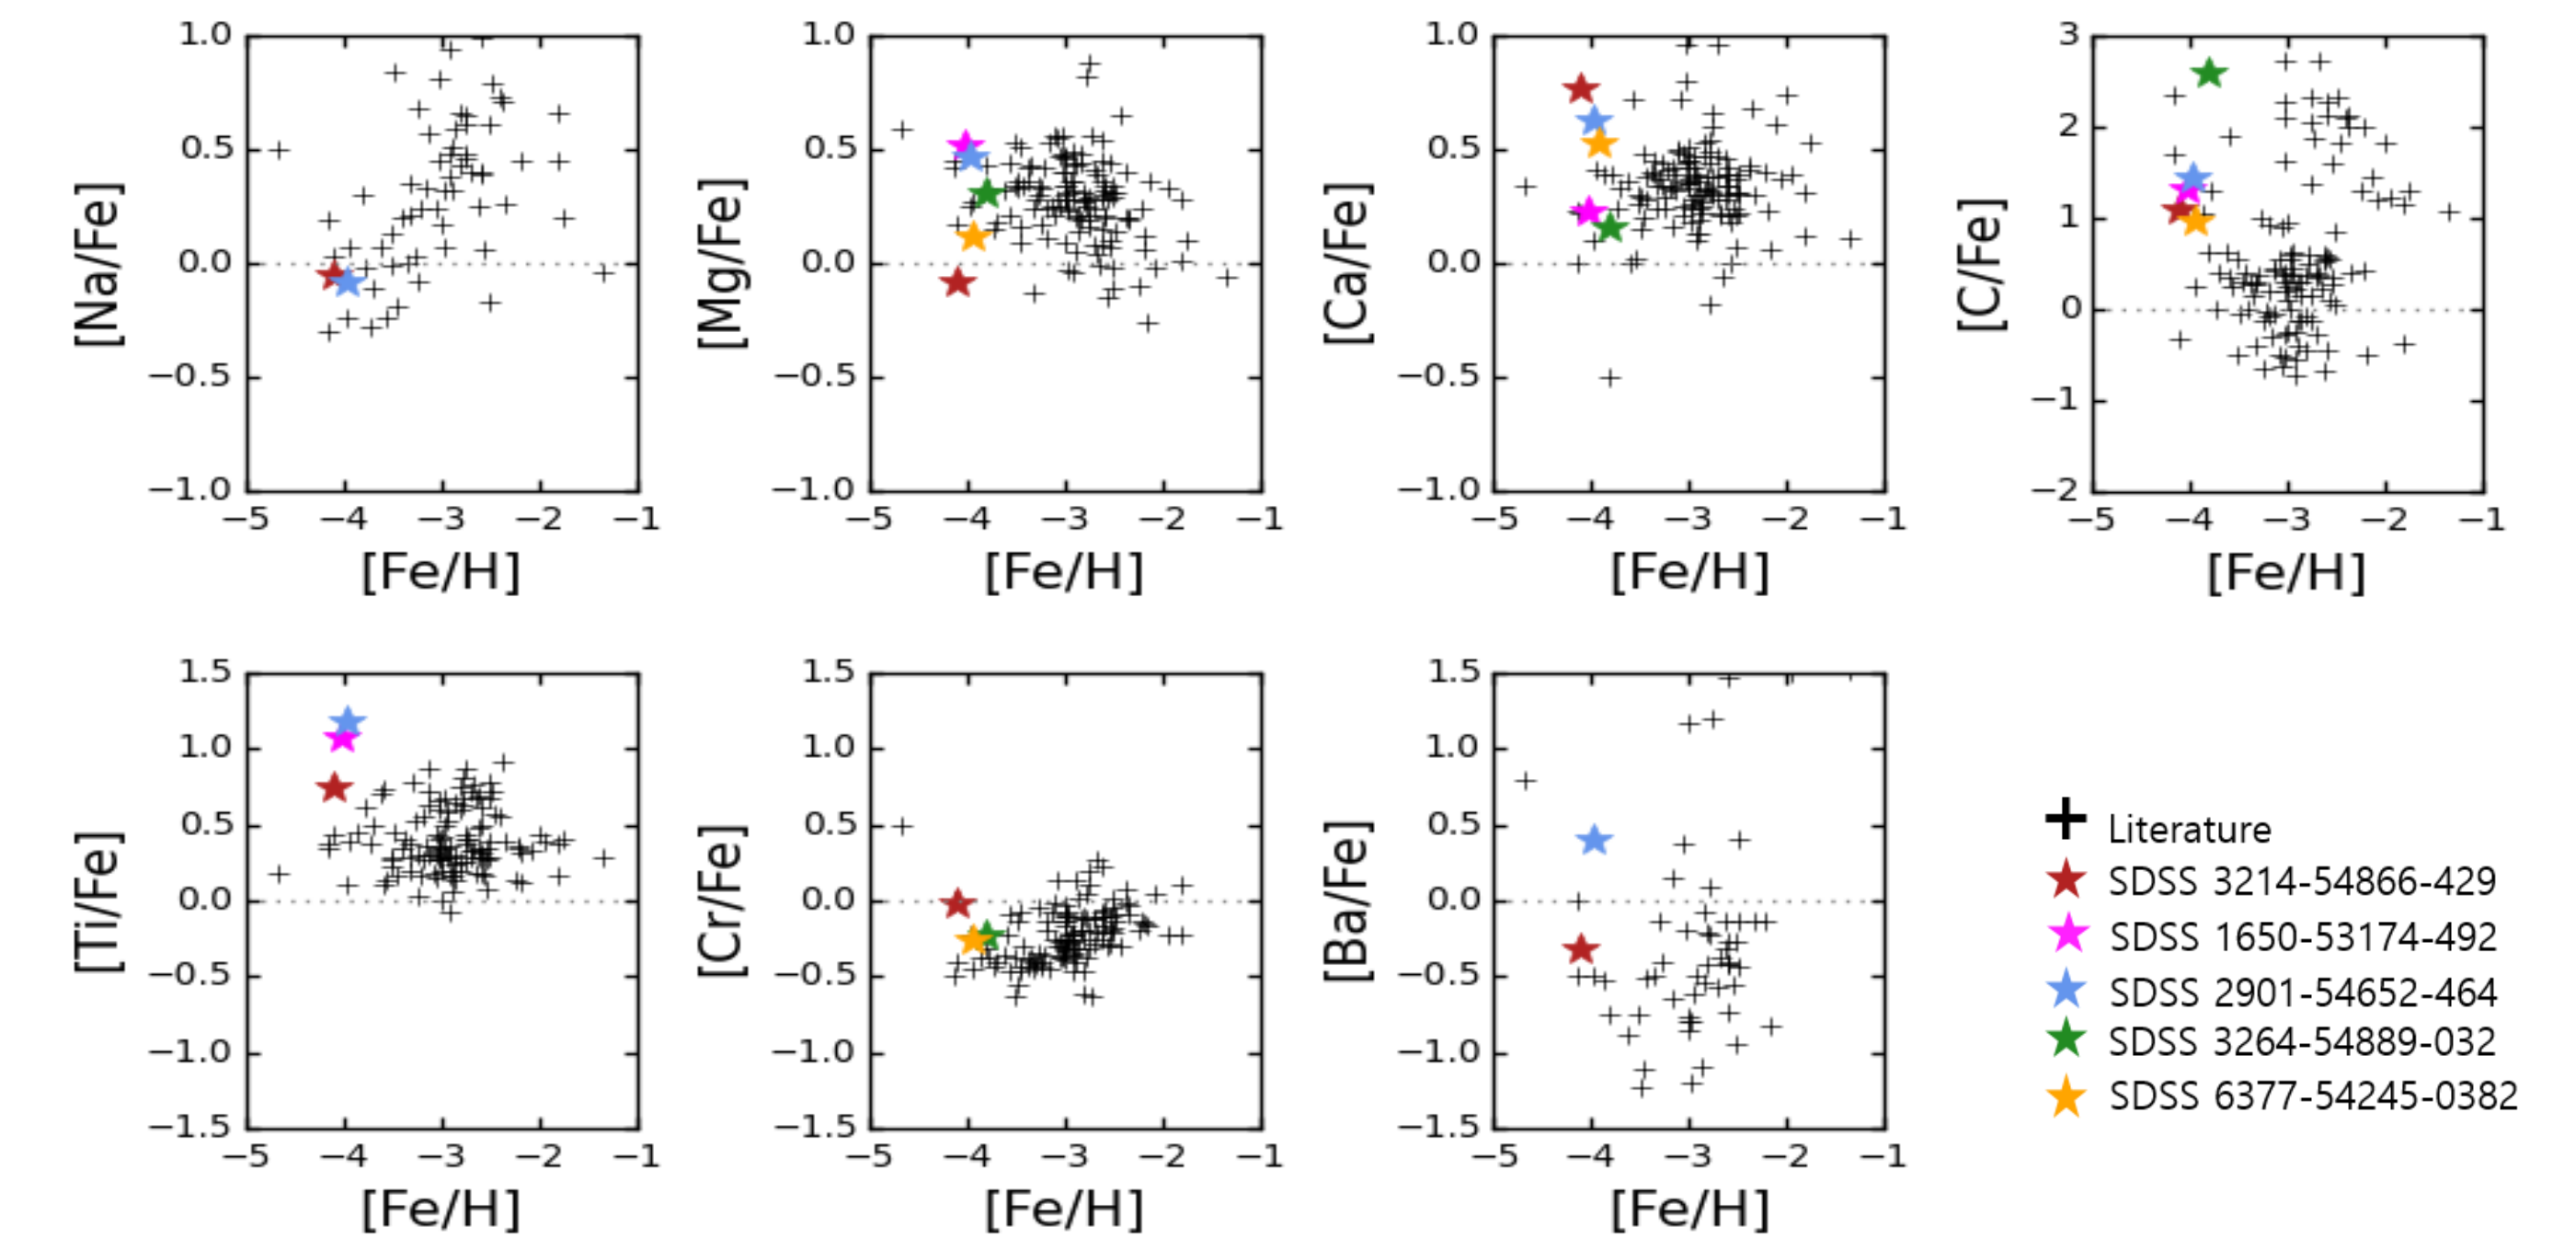 1.0
0.5
0.0
−0.5
−1.0
[Na/Fe]
−5 −4 −3 −2 −1
[Fe/H]
1.0
0.5
0.0
−0.5
−1.0
[Mg/Fe]
−5 −4 −3 −2 −1
[Fe/H]
1.0
0.5
0.0
−0.5
−1.0
[Ca/Fe]
−5 −4 −3 −2 −1
[Fe/H]
3
2
1
0
−1
−2
[C/Fe]
−5 −4 −3 −2 −1
[Fe/H]
1.5
1.0
0.5
0.0
−0.5
−1.0
−1.5
[Ti/Fe]
−5 −4 −3 −2 −1
[Fe/H]
1.5
1.0
0.5
0.0
−0.5
−1.0
−1.5
[Cr/Fe]
−5 −4 −3 −2 −1
[Fe/H]
1.5
1.0
0.5
0.0
−0.5
−1.0
−1.5
[Ba/Fe]
−5 −4 −3 −2 −1
[Fe/H]
Literature
SDSS 3214-54866-429
SDSS 1650-53174-492
SDSS 2901-54652-464
SDSS 3264-54889-032
SDSS 6377-54245-0382